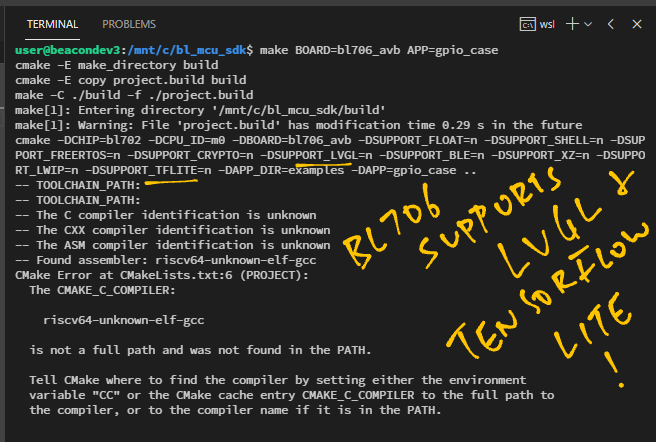 TERMINAL
PROBLEMS
wsl
user@beacondev3:/mnt/c/bl_mcu_sdk$ make BOARD=bl706_avb APP=gpio_case
cmake -E make_directory build
cmake -E copy project.build build
make -C ./build -f ./project.build
make[1]: Entering directory '/mnt/c/bl_mcu_sdk/build'
make[1]: Warning: File 'project.build' has modification time 0.29 s in the future
cmake -DCHIP=bl702 -DCPU_ID=m0 -DBOARD=bl706_avb -DSUPPORT_FLOAT=n -DSUPPORT_SHELL=n -DSUP
PORT_FREERTOS=n -DSUPPORT_CRYPTO=n -DSUPPORT_LVGL=n -DSUPPORT_BLE=n -DSUPPORT_XZ=n -DSUPPO
RT_LWIP=n -DSUPPORT_TFLITE=n -DAPP_DIR=examples -DAPP=gpio_case ..
-- TOOLCHAIN_PATH:
-- TOOLCHAIN_PATH:
-- The C compiler identification is unknown
-- The CXX compiler identification is unknown
-- The ASM compiler identification is unknown
-- Found assembler: riscv64-unknown-elf-gcc
CMake Error at CMakeLists.txt:6 (PROJECT):
The CMAKE_C_COMPILER:
riscv64-unknown-elf-gcc
is not a full path and was not found in the PATH.
Tell CMake where to find the compiler by setting either the environment
variable "CC" or the CMake cache entry CMAKE_C_COMPILER to the full path to
the compiler, or to the compiler name if it is in the PATH.
BL706
SUPPORTS
LVGL &
TENSORFLOW
LITE
!